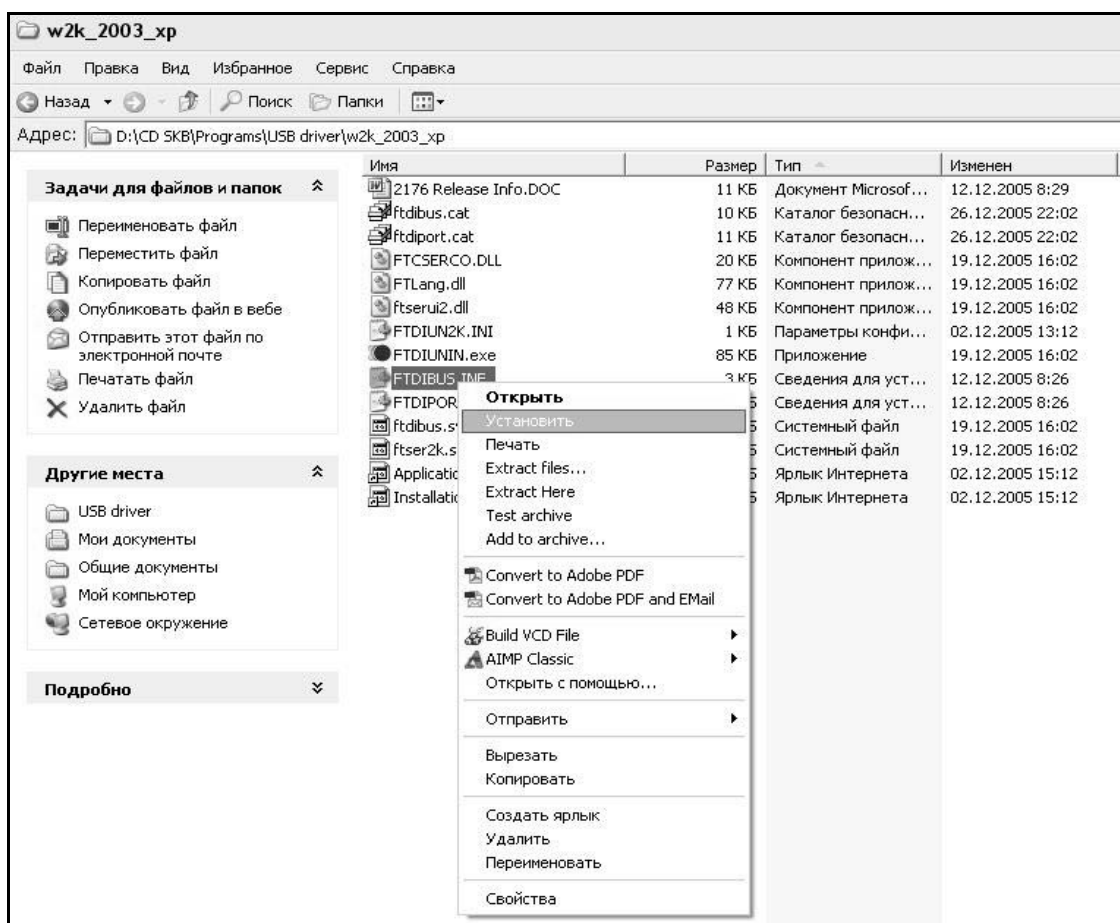 w2k_2003_xp
Файл Правка Вид Избранное Сервис Справка
Назад Поиск Папки
Адрес: D:\CD SKB\Programs\USB driver\w2k_2003_xp
Задачи для файлов и папок
Переименовать файл
Переместить файл
Копировать файл
Опубликовать файл в вебе
Отправить этот файл по
электронной почте
Печатать файл
Удалить файл
Другие места
USB driver
Мои документы
Общие документы
Мой компьютер
Сетевое окружение
Подробно
Имя Размер Тип Изменен
2176 Release Info.DOC 11 КБ Документ Microsof... 12.12.2005 8:29
ftdibus.cat 10 КБ Каталог безопасн... 26.12.2005 22:02
ftdiport.cat 11 КБ Каталог безопасн... 26.12.2005 22:02
FTCSERCO.DLL 20 КБ Компонент прилож... 19.12.2005 16:02
FTLang.dll 77 КБ Компонент прилож... 19.12.2005 16:02
ftserui2.dll 48 КБ Компонент прилож... 19.12.2005 16:02
FTDIUN2K.INI 1 КБ Параметры конфи... 02.12.2005 13:12
FTDIUNIN.exe 85 КБ Приложение 19.12.2005 16:02
FTDIBUS.INF 3 КБ Сведения для уст... 12.12.2005 8:26
FTDIPOR Сведения для уст... 12.12.2005 8:26
ftdibus.s Системный файл 19.12.2005 16:02
ftser2k.s Системный файл 19.12.2005 16:02
Applicatio Ярлык Интернета 02.12.2005 15:12
Installatio Ярлык Интернета 02.12.2005 15:12
Открыть
Установить
Печать
Extract files...
Extract Here
Test archive
Add to archive...
Convert to Adobe PDF
Convert to Adobe PDF and EMail
Build VCD File
AIMP Classic
Открыть с помощью...
Отправить
Вырезать
Копировать
Создать ярлык
Удалить
Переименовать
Свойства